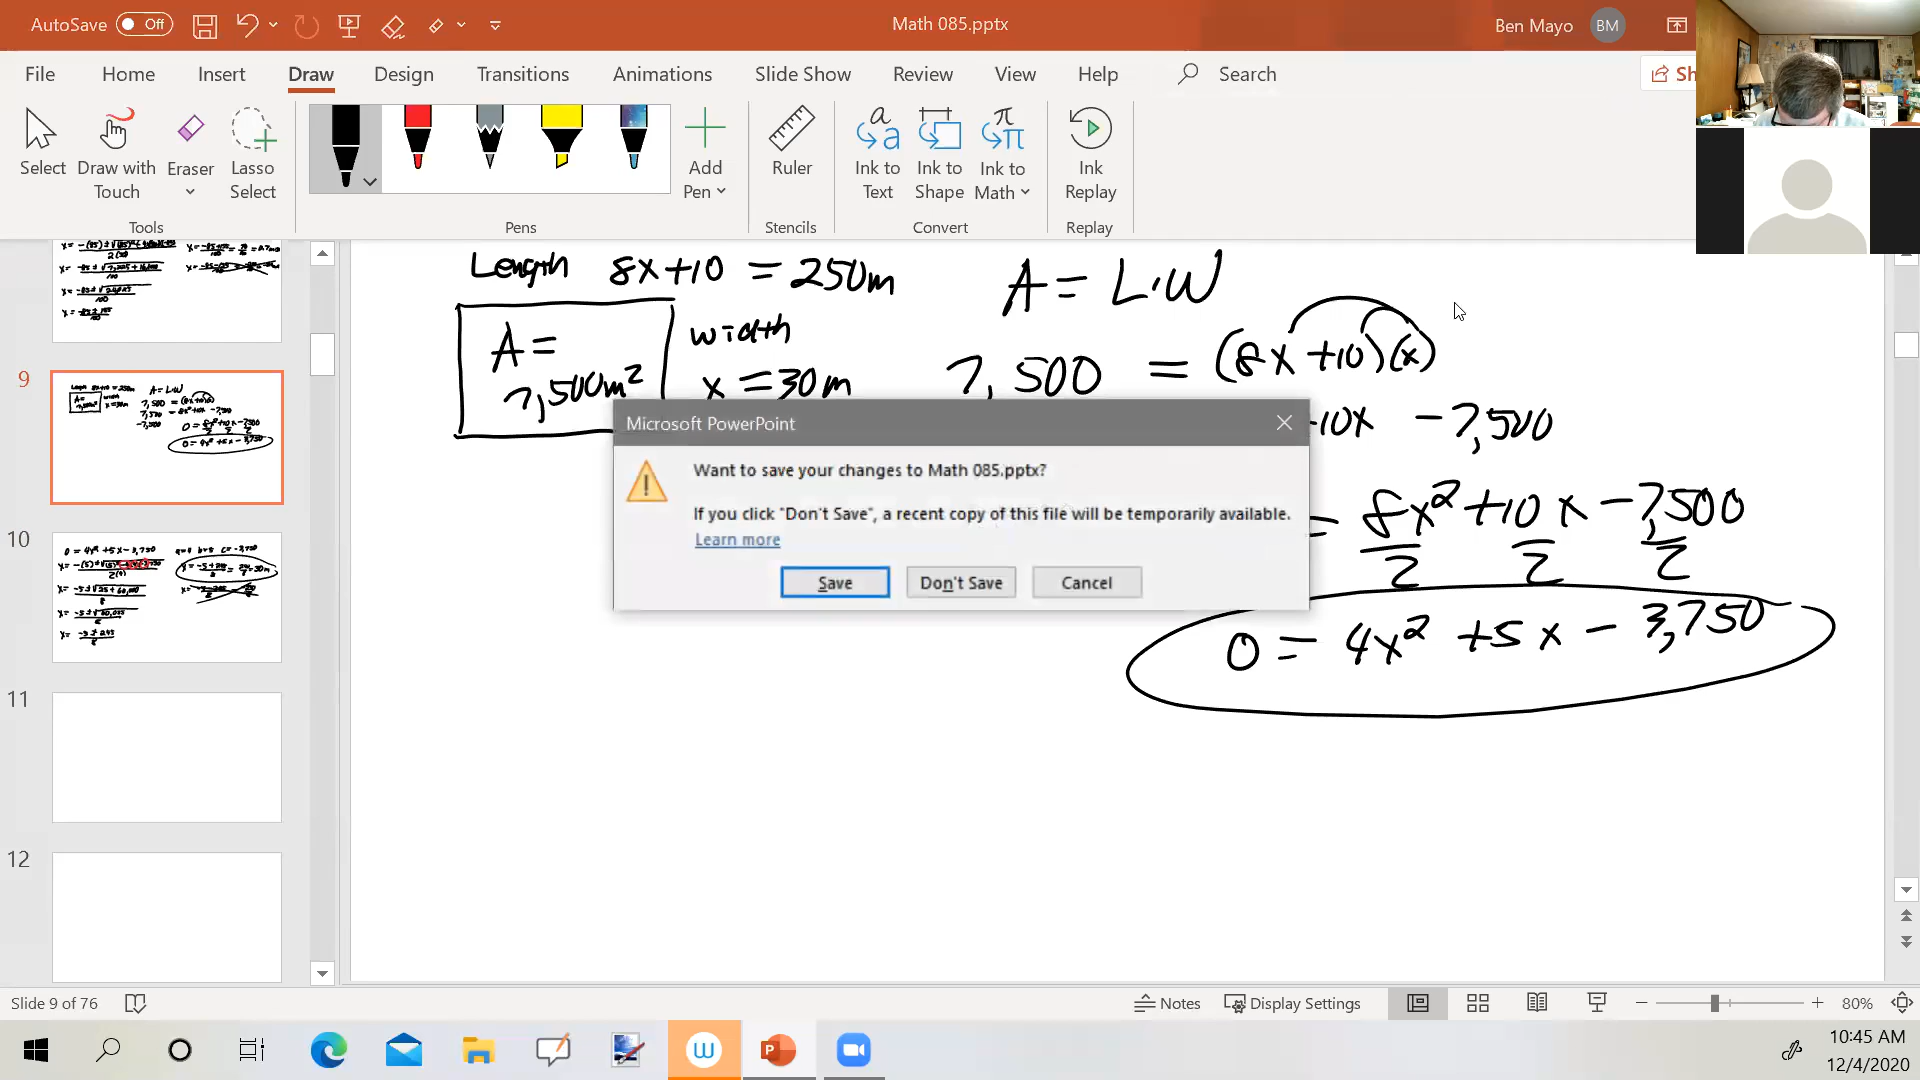 AutoSave Off
Math 085.pptx
Ben Mayo BM
File Home Insert Draw Design Transitions Animations Slide Show Review View Help Search Sh
Select
Draw with Touch
Eraser
Lasso Select
Tools
Pens
Add Pen
Ruler
Stencils
Ink to Text
Ink to Shape
Ink to Math
Convert
Ink Replay
Replay
9
10
11
12
Length 8x+10 = 250m
A = 7,500m²
width
x = 30m
A = L·W
7,500 = (8x+10)(x)
10x - 7,500
= 8x²/2 + 10x/2 - 7,500/2
0 = 4x² + 5x - 3,750
Microsoft PowerPoint
Want to save your changes to Math 085.pptx?
If you click "Don't Save", a recent copy of this file will be temporarily available.
Learn more
Save Don't Save Cancel
Slide 9 of 76
Notes Display Settings 80%
10:45 AM
12/4/2020